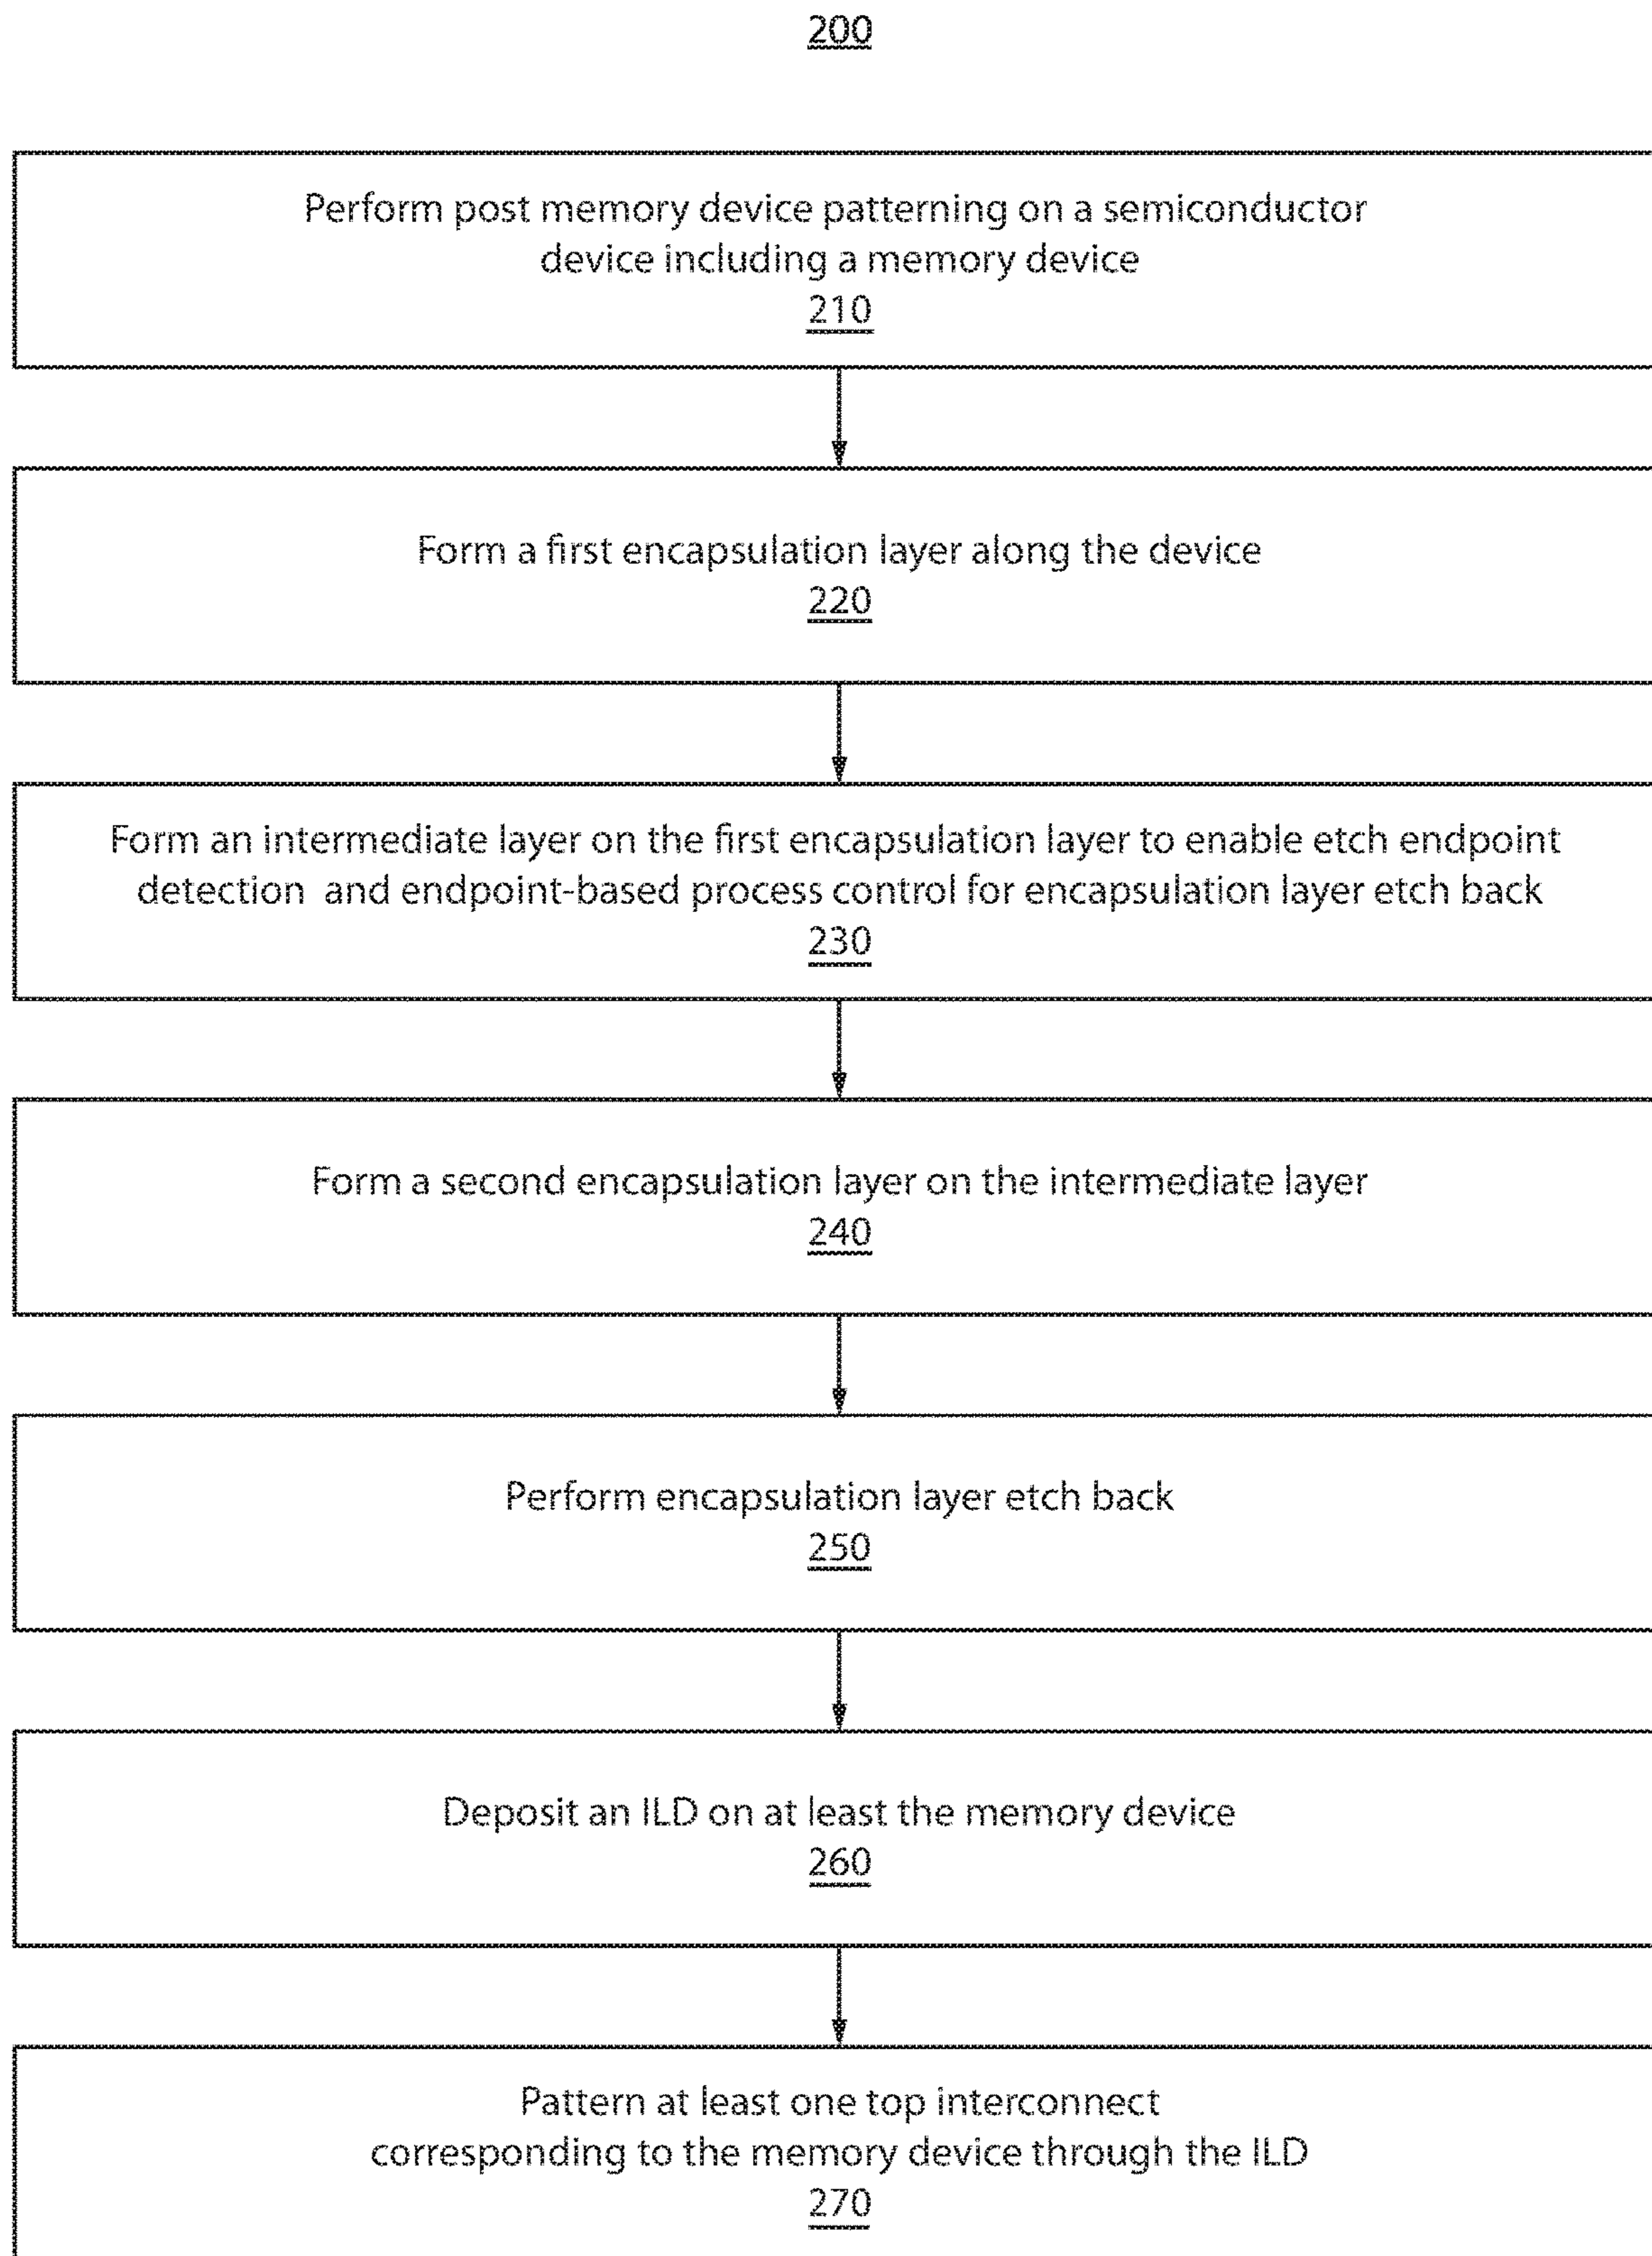 200
Perform post memory device patterning on a semiconductor
device including a memory device
210
Form a first encapsulation layer along the device
220
Form an intermediate layer on the first encapsulation layer to enable etch endpoint
detection and endpoint-based process control for encapsulation layer etch back
230
Form a second encapsulation layer on the intermediate layer
240
Perform encapsulation layer etch back
250
Deposit an ILD on at least the memory device
260
Pattern at least one top interconnect
corresponding to the memory device through the ILD
270